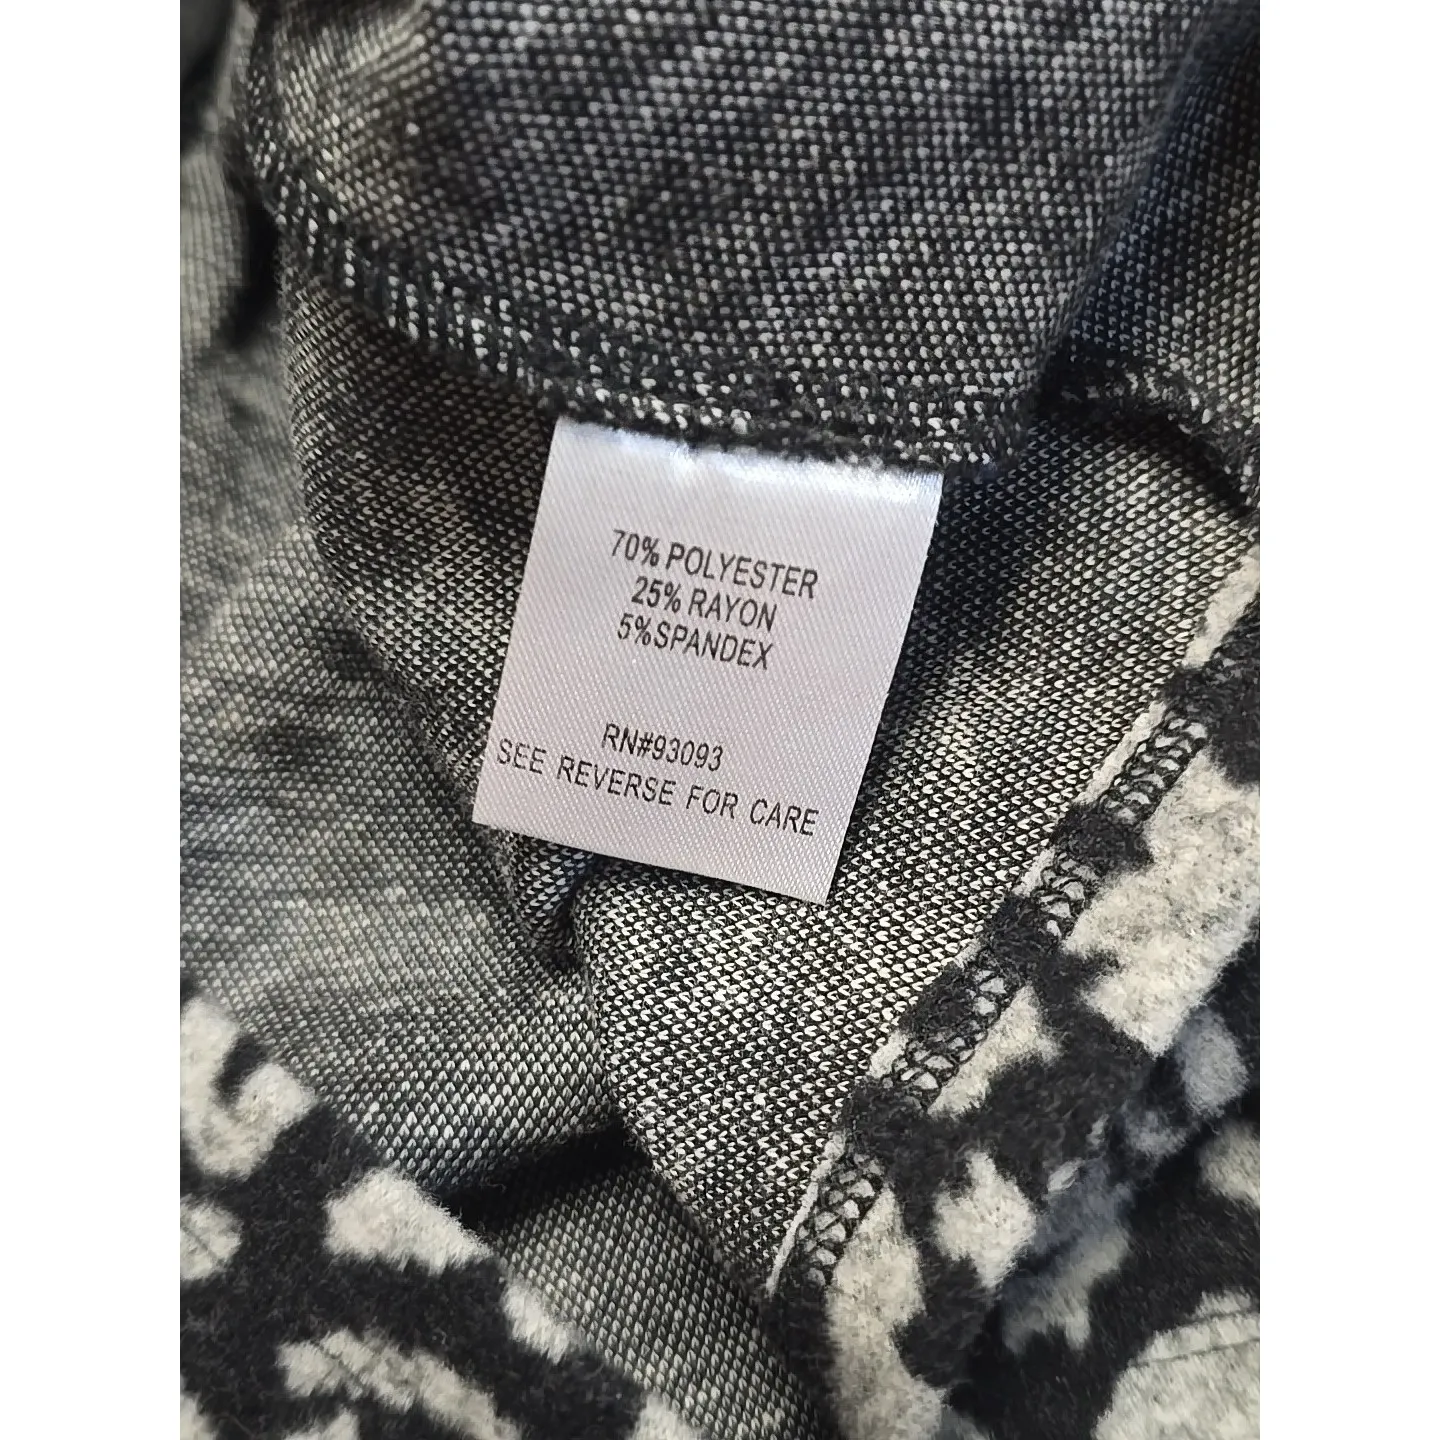 70% POLYESTER
25% RAYON
5%SPANDEX
RN#93093
SEE REVERSE FOR CARE